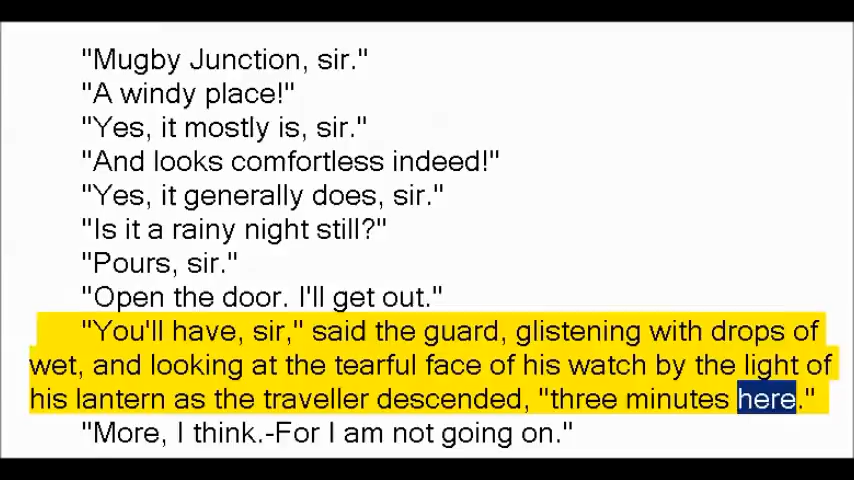 "Mugby Junction, sir."
"A windy place!"
"Yes, it mostly is, sir."
"And looks comfortless indeed!"
"Yes, it generally does, sir."
"Is it a rainy night still?"
"Pours, sir."
"Open the door. I'll get out."
"You'll have, sir," said the guard, glistening with drops of
wet, and looking at the tearful face of his watch by the light of
his lantern as the traveller descended, "three minutes here."
"More, I think.-For I am not going on."